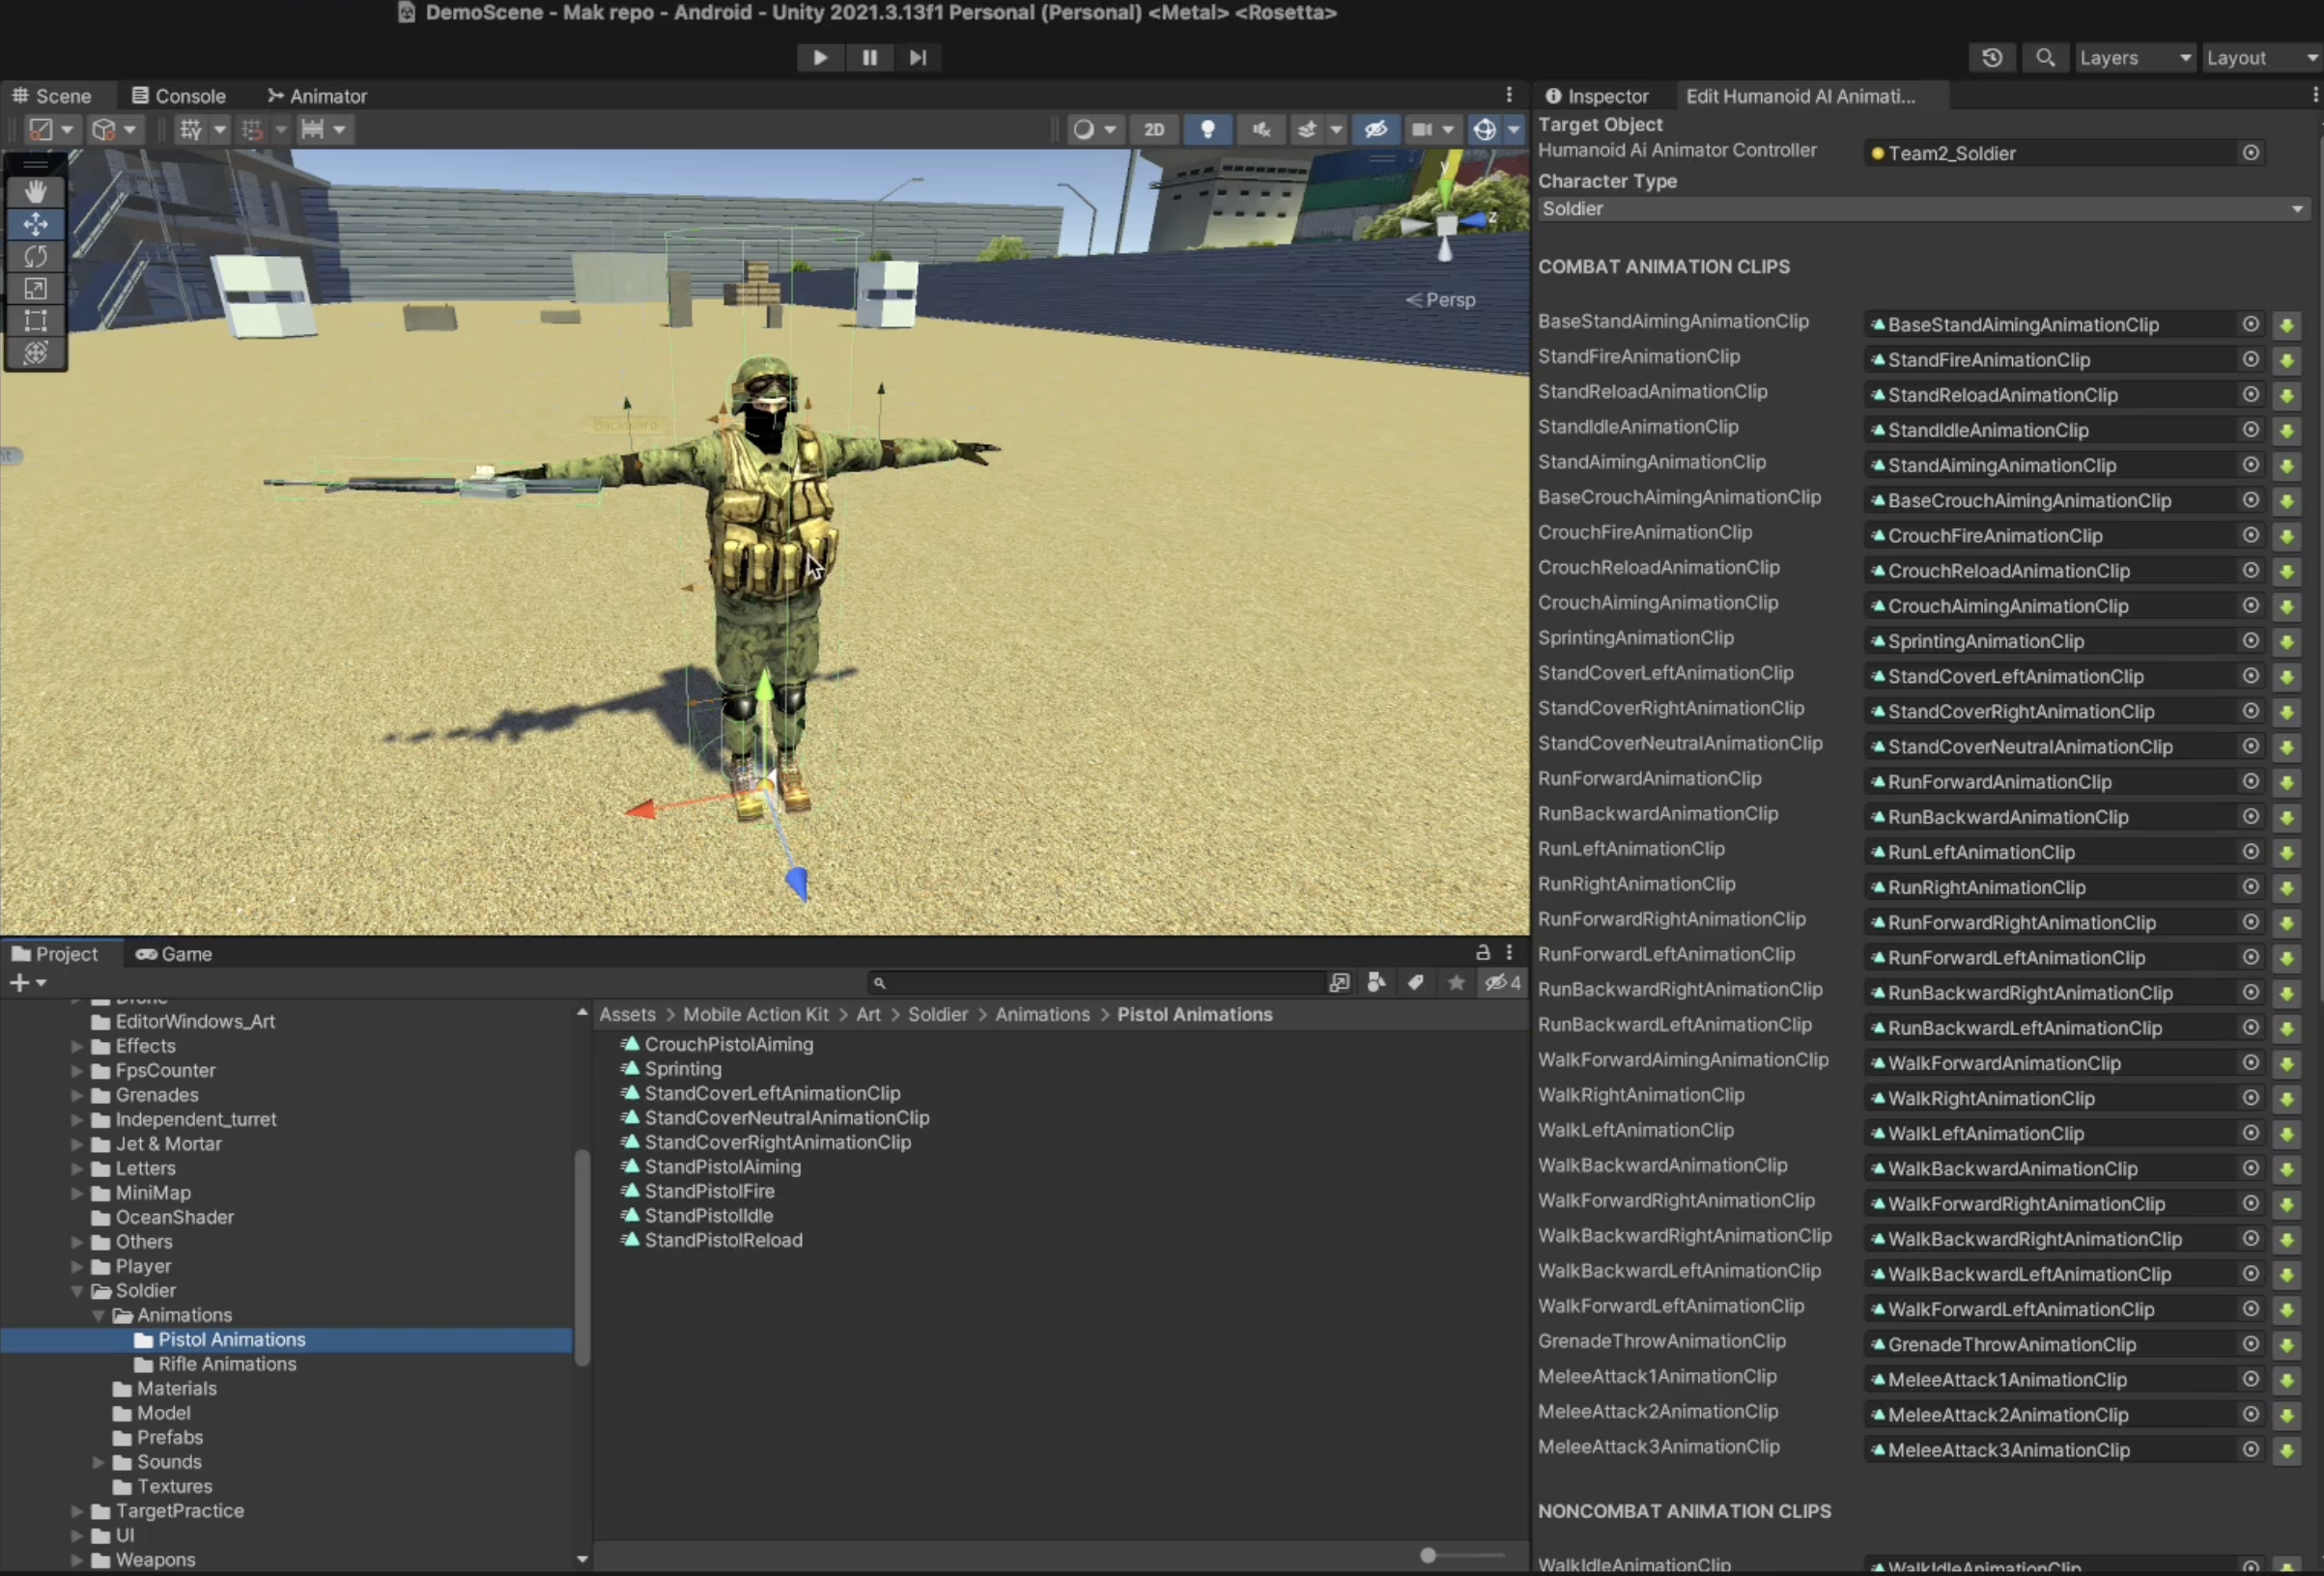 DemoScene - Mak repo - Android - Unity 2021.3.13f1 Personal (Personal) <Metal> <Rosetta>
Layers
Layout
Scene
Console
Animator
2D
Backward
Persp
y
z
Inspector
Edit Humanoid AI Animati...
Target Object
Humanoid Ai Animator Controller
Team2_Soldier
Character Type
Soldier
COMBAT ANIMATION CLIPS
BaseStandAimingAnimationClip BaseStandAimingAnimationClip
StandFireAnimationClip StandFireAnimationClip
StandReloadAnimationClip StandReloadAnimationClip
StandIdleAnimationClip StandIdleAnimationClip
StandAimingAnimationClip StandAimingAnimationClip
BaseCrouchAimingAnimationClip BaseCrouchAimingAnimationClip
CrouchFireAnimationClip CrouchFireAnimationClip
CrouchReloadAnimationClip CrouchReloadAnimationClip
CrouchAimingAnimationClip CrouchAimingAnimationClip
SprintingAnimationClip SprintingAnimationClip
StandCoverLeftAnimationClip StandCoverLeftAnimationClip
StandCoverRightAnimationClip StandCoverRightAnimationClip
StandCoverNeutralAnimationClip StandCoverNeutralAnimationClip
RunForwardAnimationClip RunForwardAnimationClip
RunBackwardAnimationClip RunBackwardAnimationClip
RunLeftAnimationClip RunLeftAnimationClip
RunRightAnimationClip RunRightAnimationClip
RunForwardRightAnimationClip RunForwardRightAnimationClip
RunForwardLeftAnimationClip RunForwardLeftAnimationClip
RunBackwardRightAnimationClip RunBackwardRightAnimationClip
RunBackwardLeftAnimationClip RunBackwardLeftAnimationClip
WalkForwardAimingAnimationClip WalkForwardAnimationClip
WalkRightAnimationClip WalkRightAnimationClip
WalkLeftAnimationClip WalkLeftAnimationClip
WalkBackwardAnimationClip WalkBackwardAnimationClip
WalkForwardRightAnimationClip WalkForwardRightAnimationClip
WalkBackwardRightAnimationClip WalkBackwardRightAnimationClip
WalkBackwardLeftAnimationClip WalkBackwardLeftAnimationClip
WalkForwardLeftAnimationClip WalkForwardLeftAnimationClip
GrenadeThrowAnimationClip GrenadeThrowAnimationClip
MeleeAttack1AnimationClip MeleeAttack1AnimationClip
MeleeAttack2AnimationClip MeleeAttack2AnimationClip
MeleeAttack3AnimationClip MeleeAttack3AnimationClip
NONCOMBAT ANIMATION CLIPS
WalkIdleAnimationClip WalkIdleAnimationClip
Project
Game
4
Drone
EditorWindows_Art
Effects
FpsCounter
Grenades
Independent_turret
Jet & Mortar
Letters
MiniMap
OceanShader
Others
Player
Soldier
Animations
Pistol Animations
Rifle Animations
Materials
Model
Prefabs
Sounds
Textures
TargetPractice
UI
Weapons
Assets > Mobile Action Kit > Art > Soldier > Animations > Pistol Animations
CrouchPistolAiming
Sprinting
StandCoverLeftAnimationClip
StandCoverNeutralAnimationClip
StandCoverRightAnimationClip
StandPistolAiming
StandPistolFire
StandPistolIdle
StandPistolReload